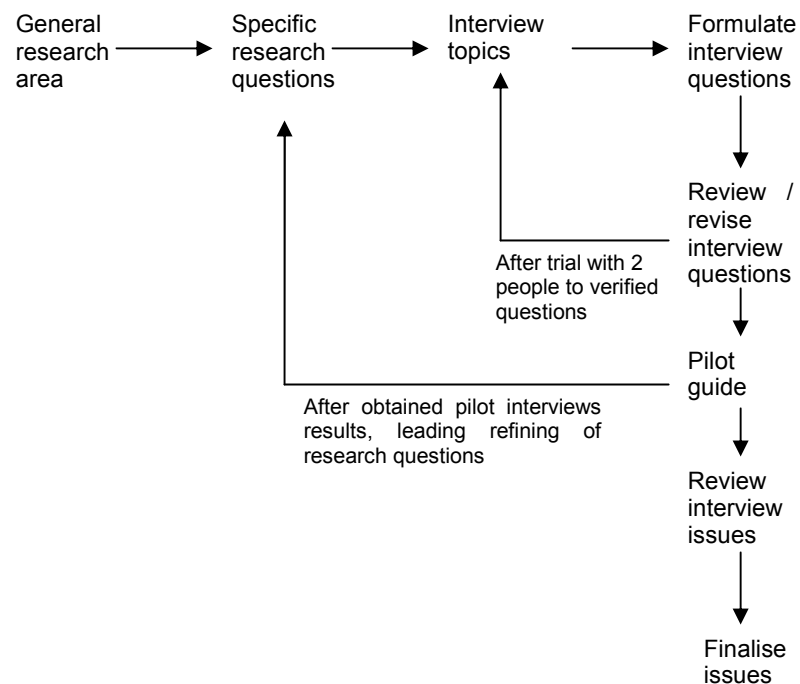 General
research
area
Specific
research
questions
Interview
topics
Formulate
interview
questions
Review /
revise
interview
questions
After trial with 2
people to verified
questions
Pilot
guide
After obtained pilot interviews
results, leading refining of
research questions
Review
interview
issues
Finalise
issues